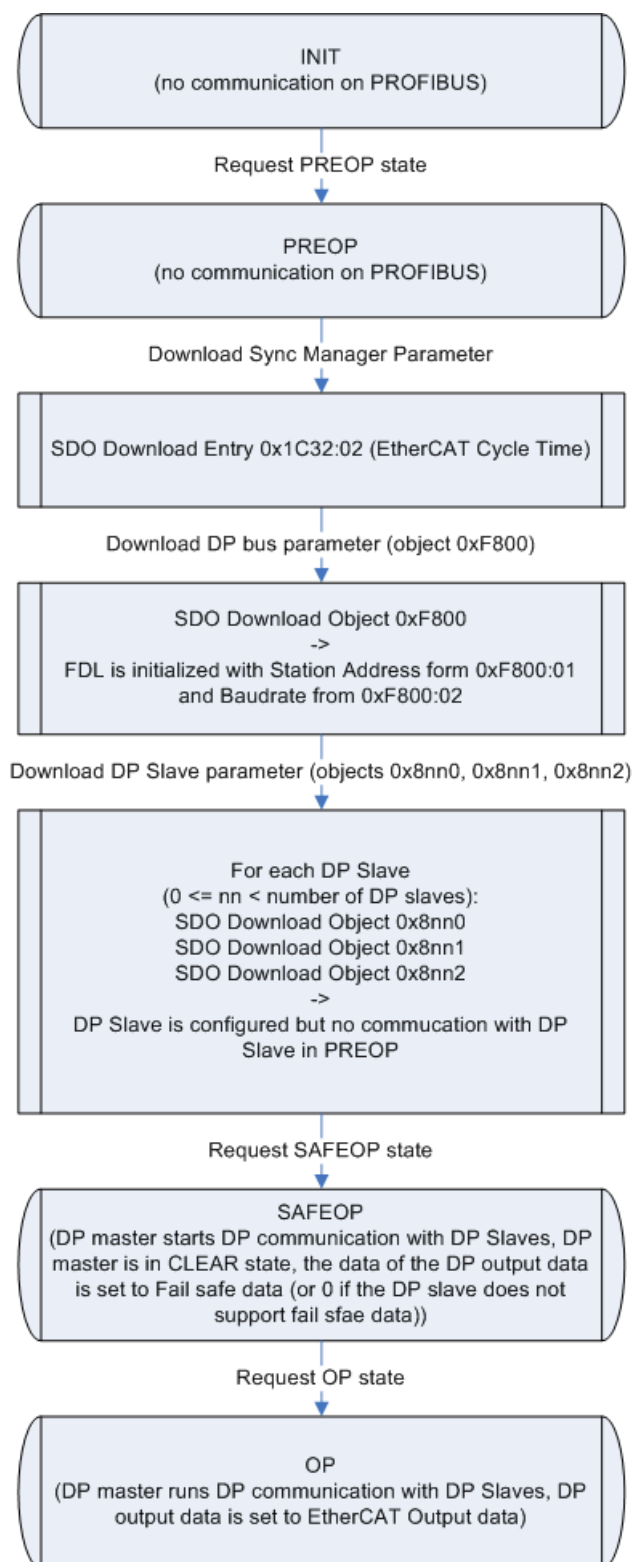 INIT
(no communication on PROFIBUS)
Request PREOP state
PREOP
(no communication on PROFIBUS)
Download Sync Manager Parameter
SDO Download Entry 0x1C32:02 (EtherCAT Cycle Time)
Download DP bus parameter (object 0xF800)
SDO Download Object 0xF800
->
FDL is initialized with Station Address form 0xF800:01
and Baudrate from 0xF800:02
Download DP Slave parameter (objects 0x8nn0, 0x8nn1, 0x8nn2)
For each DP Slave
(0 <= nn < number of DP slaves):
SDO Download Object 0x8nn0
SDO Download Object 0x8nn1
SDO Download Object 0x8nn2
->
DP Slave is configured but no commucation with DP
Slave in PREOP
Request SAFEOP state
SAFEOP
(DP master starts DP communication with DP Slaves, DP
master is in CLEAR state, the data of the DP output data
is set to Fail safe data (or 0 if the DP slave does not
support fail sfae data))
Request OP state
OP
(DP master runs DP communication with DP Slaves, DP
output data is set to EtherCAT Output data)